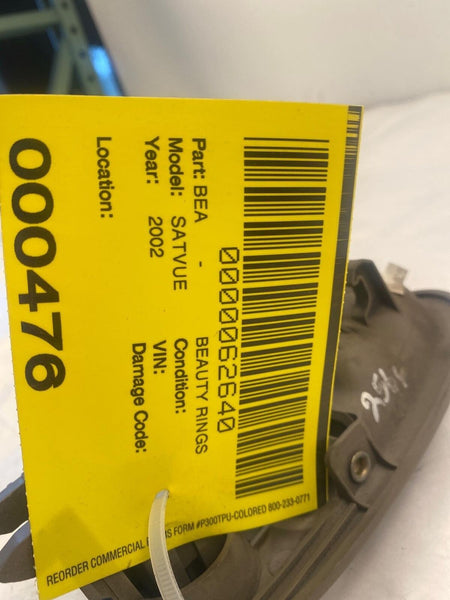 0000062640
Part: BEA - BEAUTY RINGS
Model: SATVUE Condition:
Year: 2002 VIN:
Damage Code:
Location:
000476
REORDER COMMERCIAL FORM #P300TPU-COLORED 800-233-0771